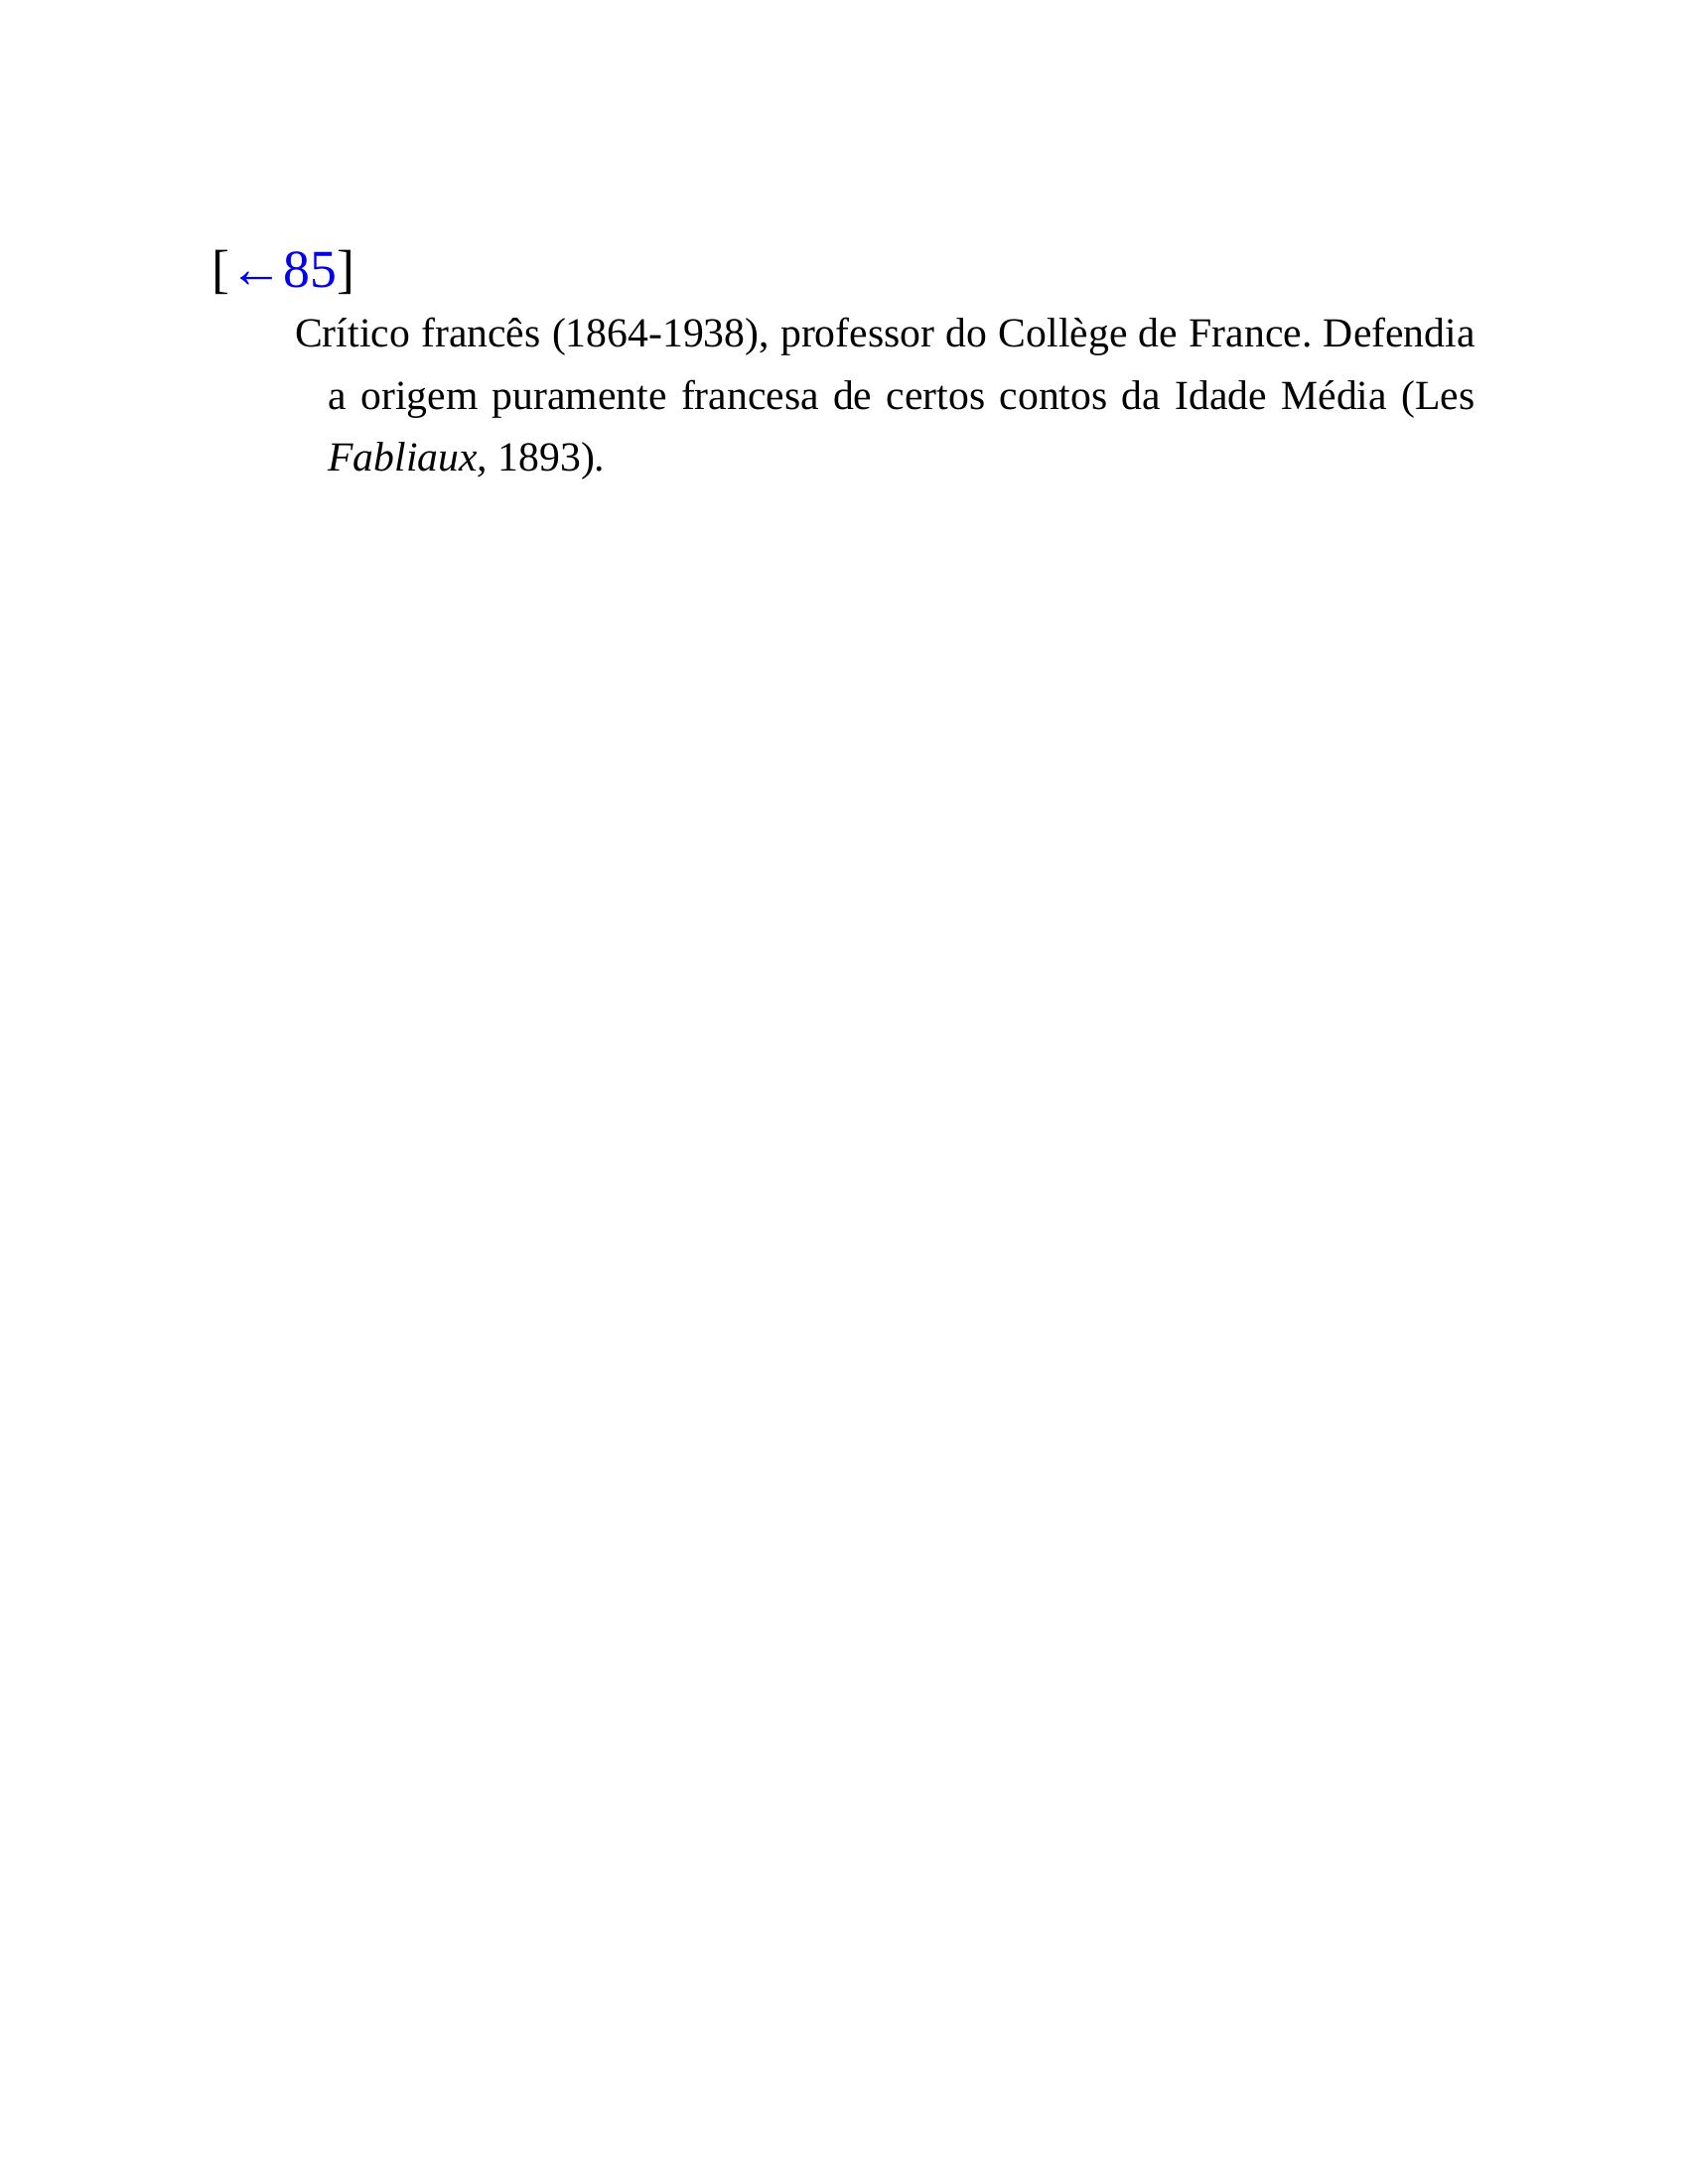 [←85]
Crítico francês (1864-1938), professor do Collège de France. Defendia
a origem puramente francesa de certos contos da Idade Média (Les
Fabliaux, 1893).